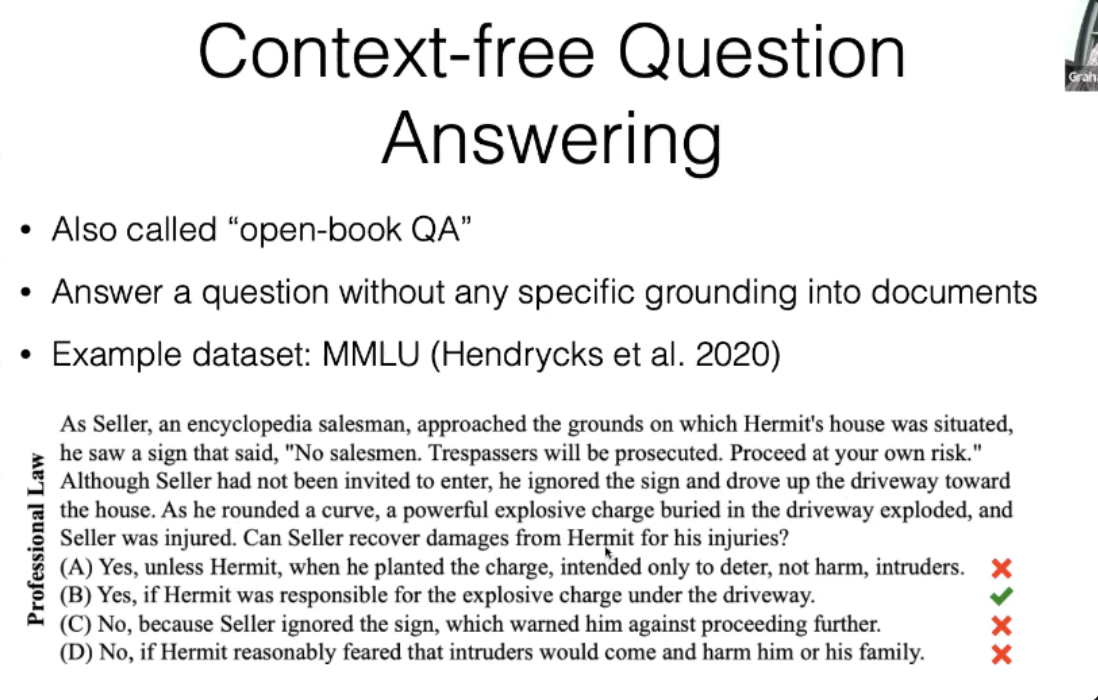 Context-free Question
Answering
• Also called “open-book QA”
• Answer a question without any specific grounding into documents
• Example dataset: MMLU (Hendrycks et al. 2020)
Professional Law
As Seller, an encyclopedia salesman, approached the grounds on which Hermit's house was situated,
he saw a sign that said, "No salesmen. Trespassers will be prosecuted. Proceed at your own risk."
Although Seller had not been invited to enter, he ignored the sign and drove up the driveway toward
the house. As he rounded a curve, a powerful explosive charge buried in the driveway exploded, and
Seller was injured. Can Seller recover damages from Hermit for his injuries?
(A) Yes, unless Hermit, when he planted the charge, intended only to deter, not harm, intruders.
(B) Yes, if Hermit was responsible for the explosive charge under the driveway.
(C) No, because Seller ignored the sign, which warned him against proceeding further.
(D) No, if Hermit reasonably feared that intruders would come and harm him or his family.